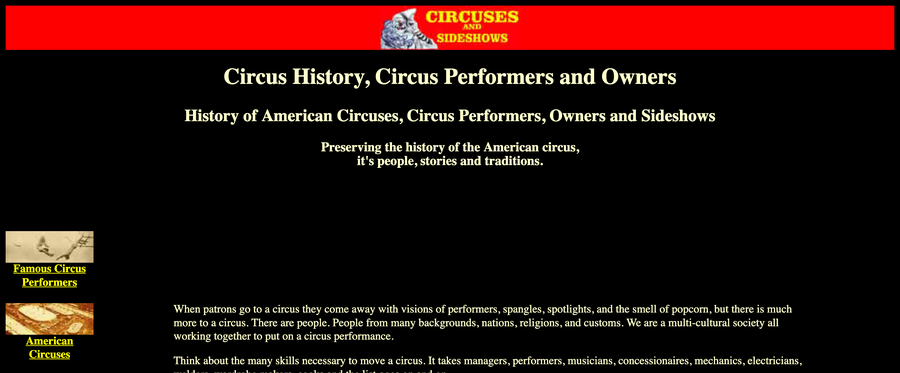 CIRCUSES
AND
SIDESHOWS
Circus History, Circus Performers and Owners
History of American Circuses, Circus Performers, Owners and Sideshows
Preserving the history of the American circus,
it's people, stories and traditions.
Famous Circus
Performers
American
Circuses
When patrons go to a circus they come away with visions of performers, spangles, spotlights, and the smell of popcorn, but there is much
more to a circus. There are people. People from many backgrounds, nations, religions, and customs. We are a multi-cultural society all
working together to put on a circus performance.
Think about the many skills necessary to move a circus. It takes managers, performers, musicians, concessionaires, mechanics, electricians,